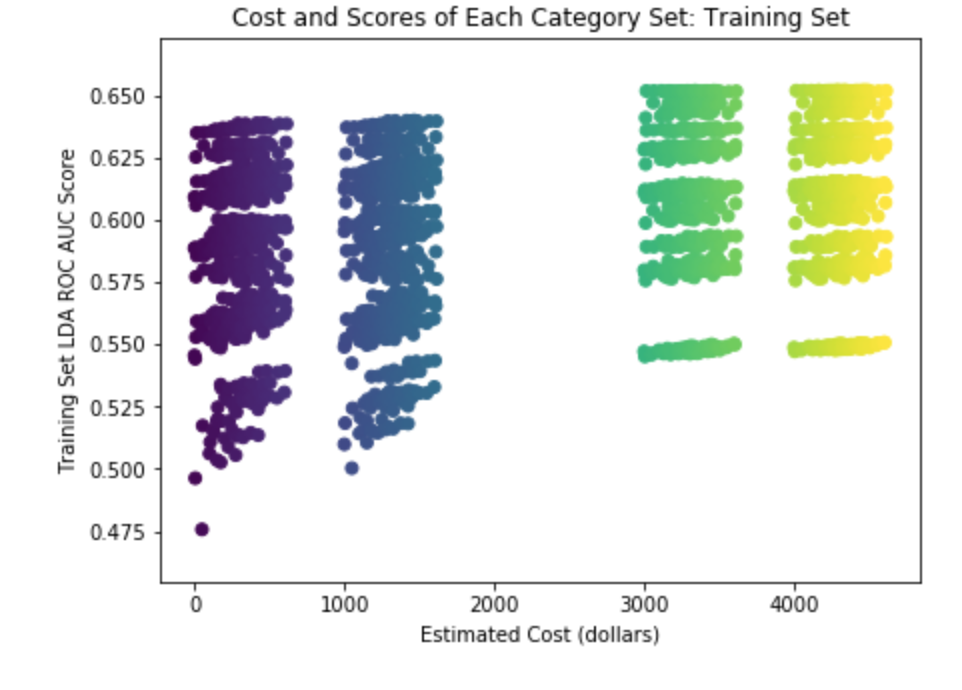 Cost and Scores of Each Category Set: Training Set
0.650
0.625
0.600
0.575
0.550
0.525
0.500
0.475
Training Set LDA ROC AUC Score
0 1000 2000 3000 4000
Estimated Cost (dollars)